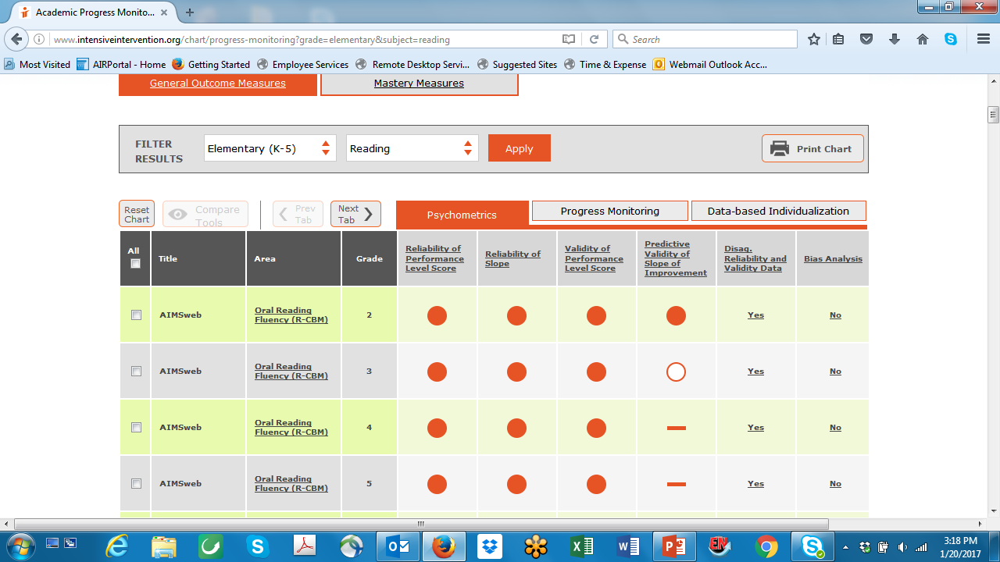 Academic Progress Monito...
www.intensiveintervention.org/chart/progress-monitoring?grade=elementary&subject=reading
Search
Most Visited AIRPortal - Home Getting Started Employee Services Remote Desktop Servi... Suggested Sites Time & Expense Webmail Outlook Acc...
General Outcome Measures Mastery Measures
FILTER
RESULTS
Elementary (K-5) Reading Apply Print Chart
Reset
Chart
Compare
Tools
Prev
Tab
Next
Tab
Psychometrics Progress Monitoring Data-based Individualization
All
Title
Area
Grade
Reliability of
Performance
Level Score
Reliability of
Slope
Validity of
Performance
Level Score
Predictive
Validity of
Slope of
Improvement
Disag.
Reliability and
Validity Data
Bias Analysis
AIMSweb
Oral Reading
Fluency (R-CBM)
2
Yes
No
AIMSweb
Oral Reading
Fluency (R-CBM)
3
Yes
No
AIMSweb
Oral Reading
Fluency (R-CBM)
4
Yes
No
AIMSweb
Oral Reading
Fluency (R-CBM)
5
Yes
No
EN
3:18 PM
1/20/2017